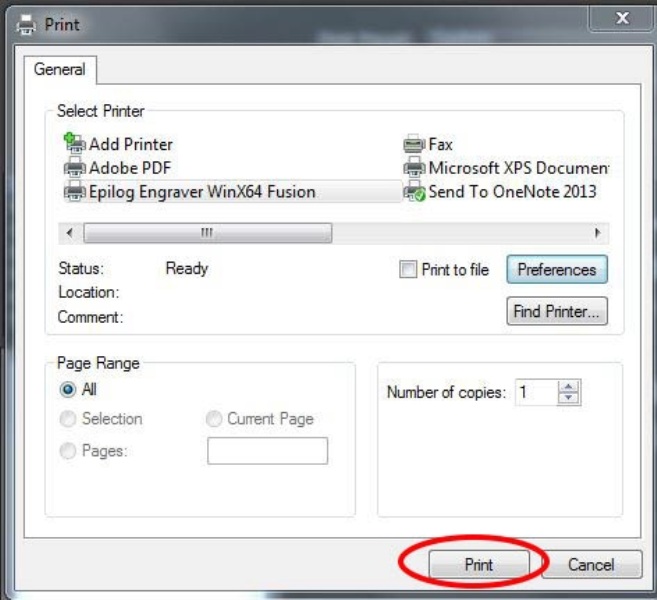 Print
X
General
Select Printer
Add Printer
Fax
Adobe PDF
Microsoft XPS Documen
Epilog Engraver WinX64 Fusion
Send To OneNote 2013
Status: Ready
Print to file
Preferences
Location:
Comment:
Find Printer...
Page Range
All
Number of copies: 1
Selection
Current Page
Pages:
Print
Cancel